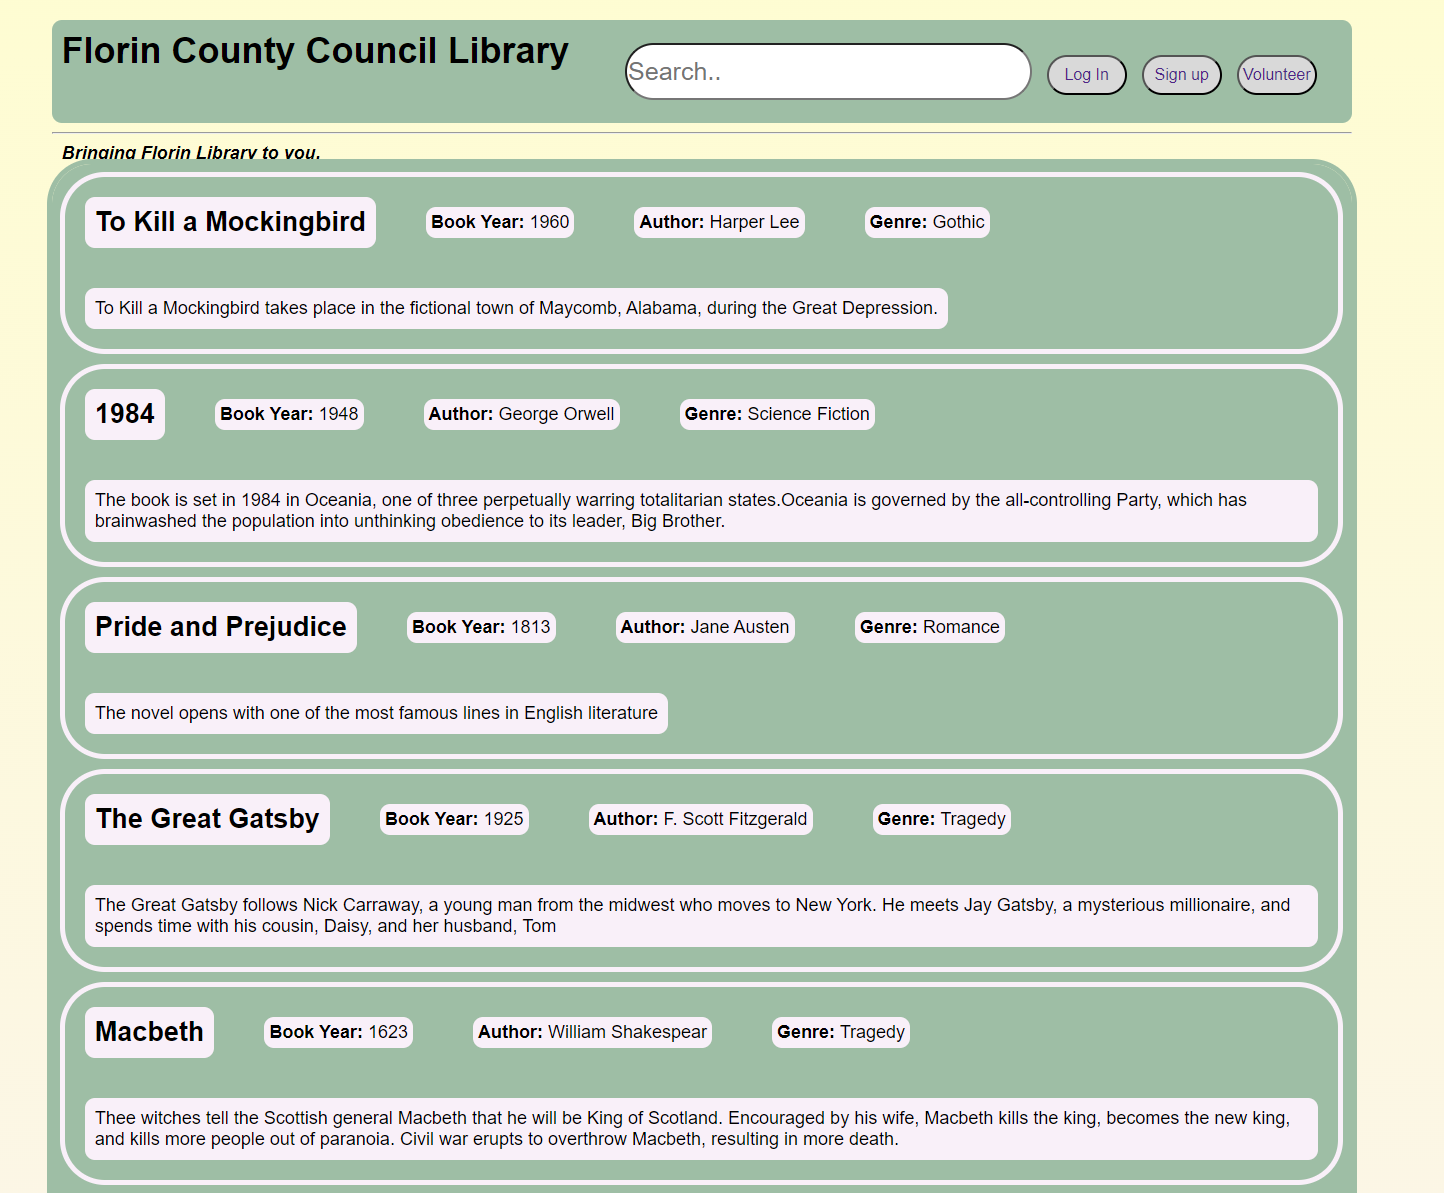 Florin County Council Library
Search..
Log In
Sign up
Volunteer
Bringing Florin Library to you.
To Kill a Mockingbird
Book Year: 1960
Author: Harper Lee
Genre: Gothic
To Kill a Mockingbird takes place in the fictional town of Maycomb, Alabama, during the Great Depression.
1984
Book Year: 1948
Author: George Orwell
Genre: Science Fiction
The book is set in 1984 in Oceania, one of three perpetually warring totalitarian states.Oceania is governed by the all-controlling Party, which has
brainwashed the population into unthinking obedience to its leader, Big Brother.
Pride and Prejudice
Book Year: 1813
Author: Jane Austen
Genre: Romance
The novel opens with one of the most famous lines in English literature
The Great Gatsby
Book Year: 1925
Author: F. Scott Fitzgerald
Genre: Tragedy
The Great Gatsby follows Nick Carraway, a young man from the midwest who moves to New York. He meets Jay Gatsby, a mysterious millionaire, and
spends time with his cousin, Daisy, and her husband, Tom
Macbeth
Book Year: 1623
Author: William Shakespear
Genre: Tragedy
Thee witches tell the Scottish general Macbeth that he will be King of Scotland. Encouraged by his wife, Macbeth kills the king, becomes the new king,
and kills more people out of paranoia. Civil war erupts to overthrow Macbeth, resulting in more death.